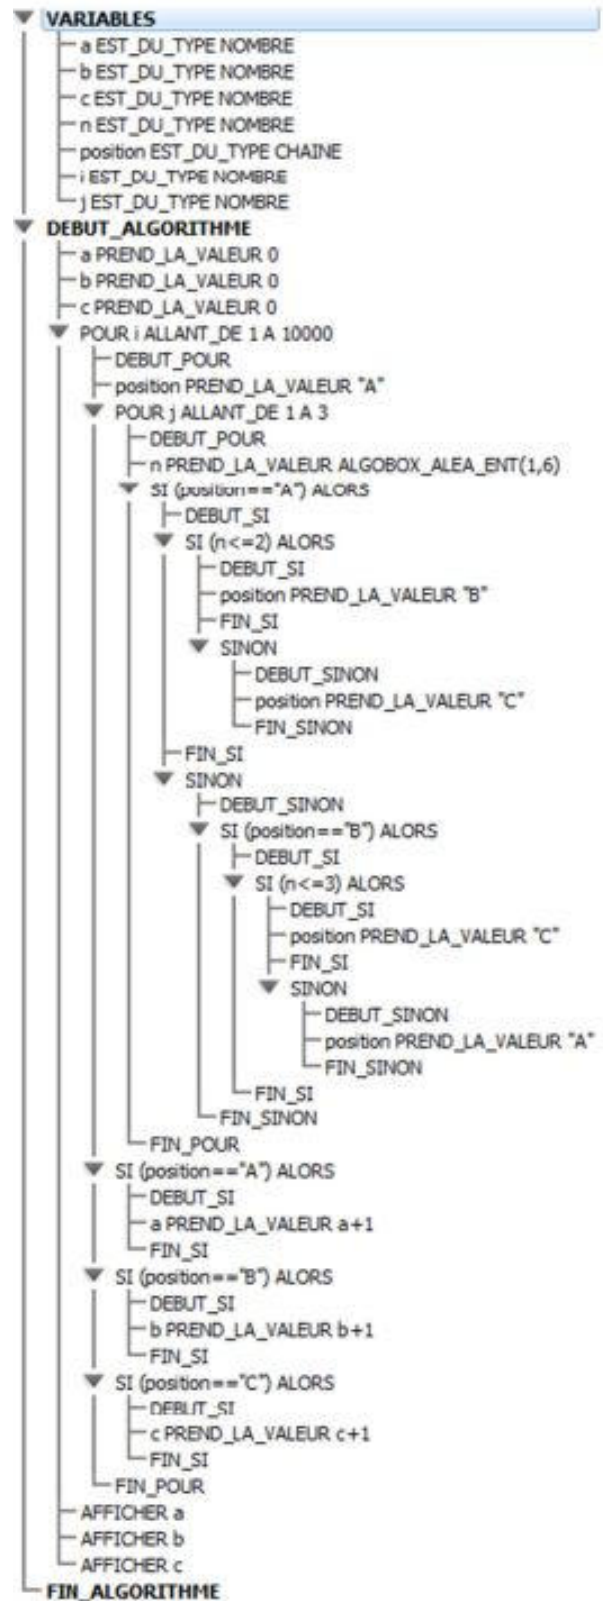 VARIABLES
a EST_DU_TYPE NOMBRE
b EST_DU_TYPE NOMBRE
c EST_DU_TYPE NOMBRE
n EST_DU_TYPE NOMBRE
position EST_DU_TYPE CHAINE
i EST_DU_TYPE NOMBRE
j EST_DU_TYPE NOMBRE
DEBUT_ALGORITHME
a PREND_LA_VALEUR 0
b PREND_LA_VALEUR 0
c PREND_LA_VALEUR 0
POUR i ALLANT_DE 1 A 10000
DEBUT_POUR
position PREND_LA_VALEUR "A"
POUR j ALLANT_DE 1 A 3
DEBUT_POUR
n PREND_LA_VALEUR ALGOBOX_ALEA_ENT(1,6)
SI (position=="A") ALORS
DEBUT_SI
SI (n<=2) ALORS
DEBUT_SI
position PREND_LA_VALEUR "B"
FIN_SI
SINON
DEBUT_SINON
position PREND_LA_VALEUR "C"
FIN_SINON
FIN_SI
SINON
DEBUT_SINON
SI (position=="B") ALORS
DEBUT_SI
SI (n<=3) ALORS
DEBUT_SI
position PREND_LA_VALEUR "C"
FIN_SI
SINON
DEBUT_SINON
position PREND_LA_VALEUR "A"
FIN_SINON
FIN_SI
FIN_SINON
FIN_POUR
SI (position=="A") ALORS
DEBUT_SI
a PREND_LA_VALEUR a+1
FIN_SI
SI (position=="B") ALORS
DEBUT_SI
b PREND_LA_VALEUR b+1
FIN_SI
SI (position=="C") ALORS
DEBUT_SI
c PREND_LA_VALEUR c+1
FIN_SI
FIN_POUR
AFFICHER a
AFFICHER b
AFFICHER c
FIN_ALGORITHME